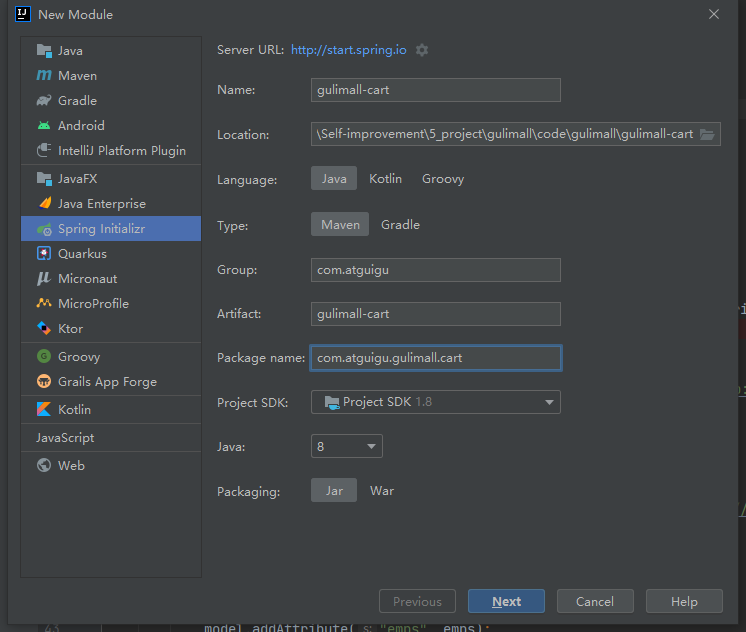 New Module
Java
Maven
Gradle
Android
IntelliJ Platform Plugin
JavaFX
Java Enterprise
Spring Initializr
Quarkus
Micronaut
MicroProfile
Ktor
Groovy
Grails App Forge
Kotlin
JavaScript
Web
Server URL: http://start.spring.io
Name: gulimall-cart
Location: \Self-improvement\5_project\gulimall\code\gulimall\gulimall-cart
Language: Java Kotlin Groovy
Type: Maven Gradle
Group: com.atguigu
Artifact: gulimall-cart
Package name: com.atguigu.gulimall.cart
Project SDK: Project SDK 1.8
Java: 8
Packaging: Jar War
Previous Next Cancel Help